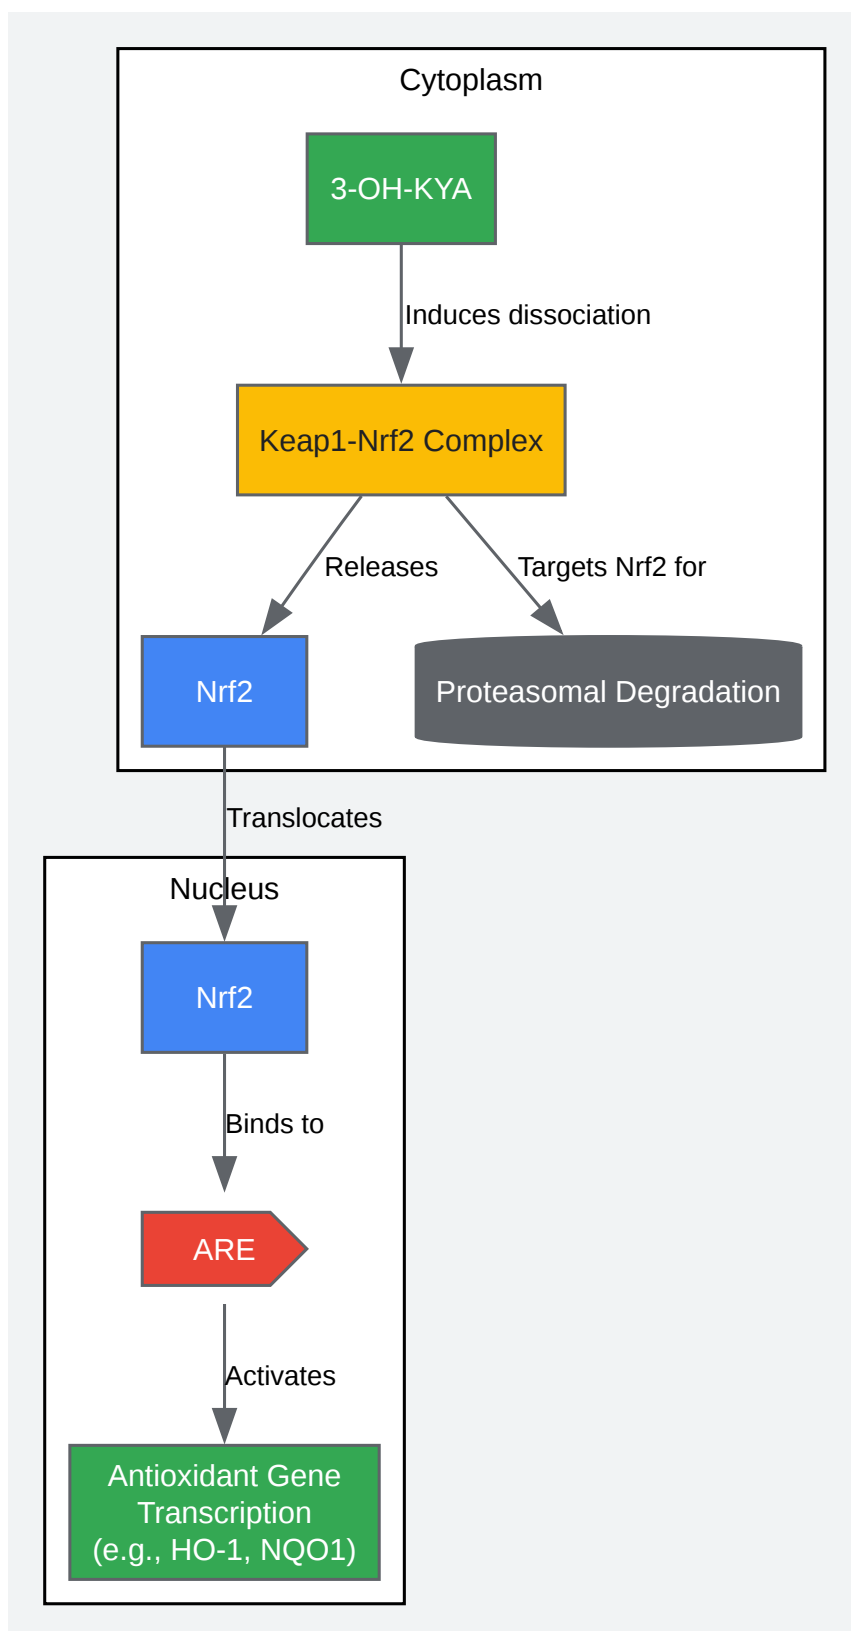 Cytoplasm
3-OH-KYA
Induces dissociation
Keap1-Nrf2 Complex
Releases
Targets Nrf2 for
Nrf2
Proteasomal Degradation
Translocates
Nucleus
Nrf2
Binds to
ARE
Activates
Antioxidant Gene
Transcription
(e.g., HO-1, NQO1)